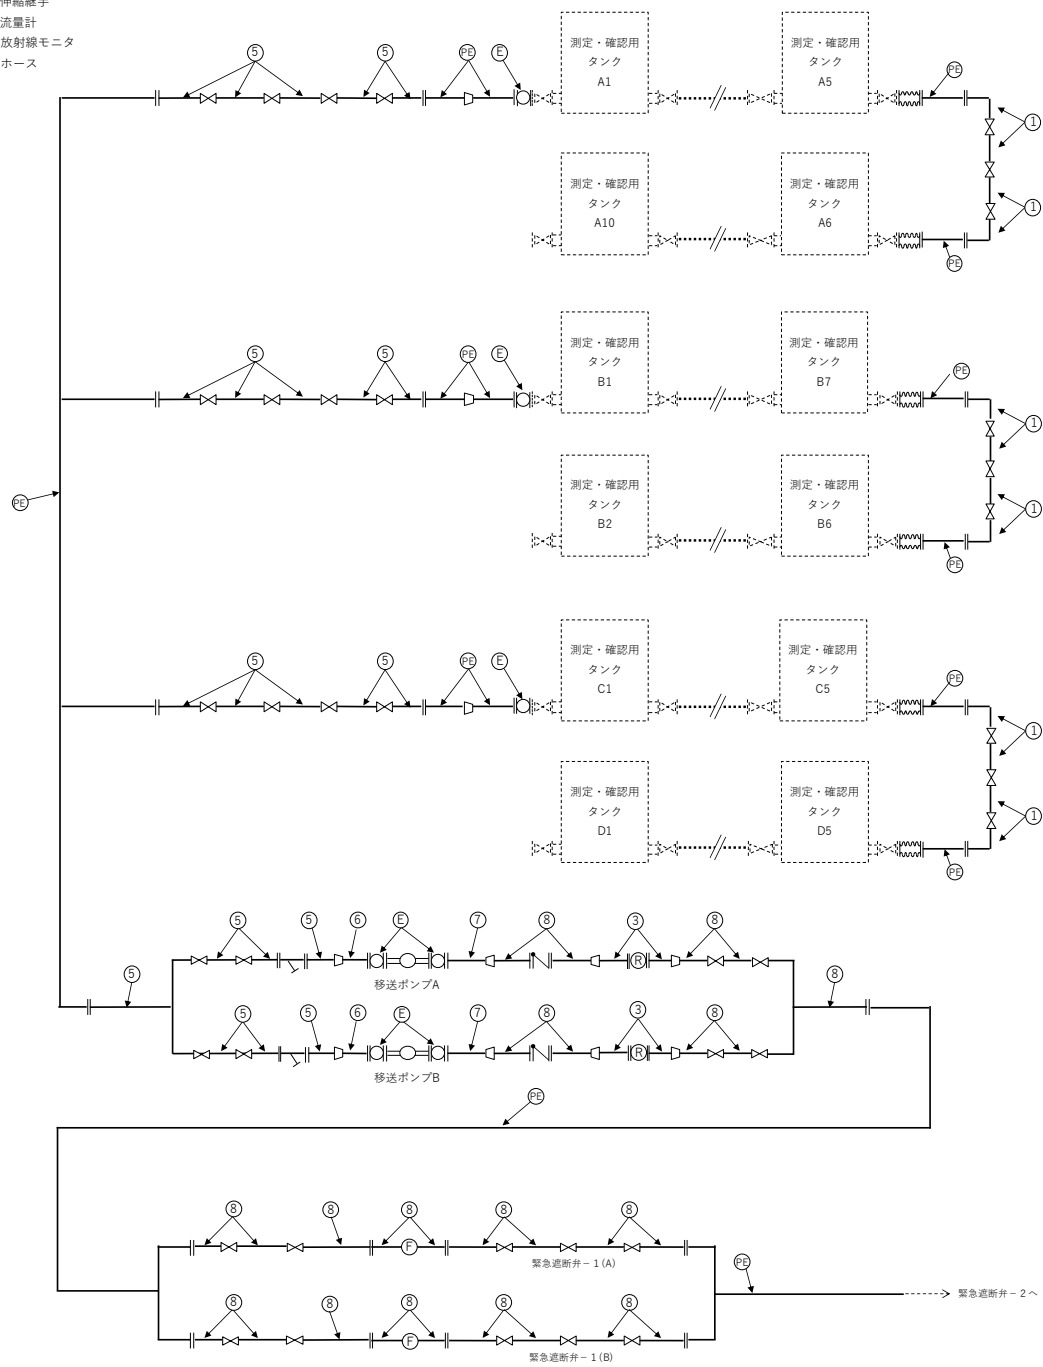 伸縮継手
流量計
放射線モニタ
ホース
5 5 PE E
測定・確認用
タンク
A1
測定・確認用
タンク
A5
PE
1
測定・確認用
タンク
A10
測定・確認用
タンク
A6
1
PE
5 5 PE E
測定・確認用
タンク
B1
測定・確認用
タンク
B7
PE
1
PE
測定・確認用
タンク
B2
測定・確認用
タンク
B6
1
PE
5 5 PE E
測定・確認用
タンク
C1
測定・確認用
タンク
C5
PE
1
測定・確認用
タンク
D1
測定・確認用
タンク
D5
1
PE
5 5 6 E 7 8 3 8
R
移送ポンプA
5 8
5 5 6 E 7 8 3 8
R
移送ポンプB
PE
8 8 8 8 8
F
緊急遮断弁－1(A)
PE
緊急遮断弁－2へ
8 8 8 8 8
F
緊急遮断弁－1(B)